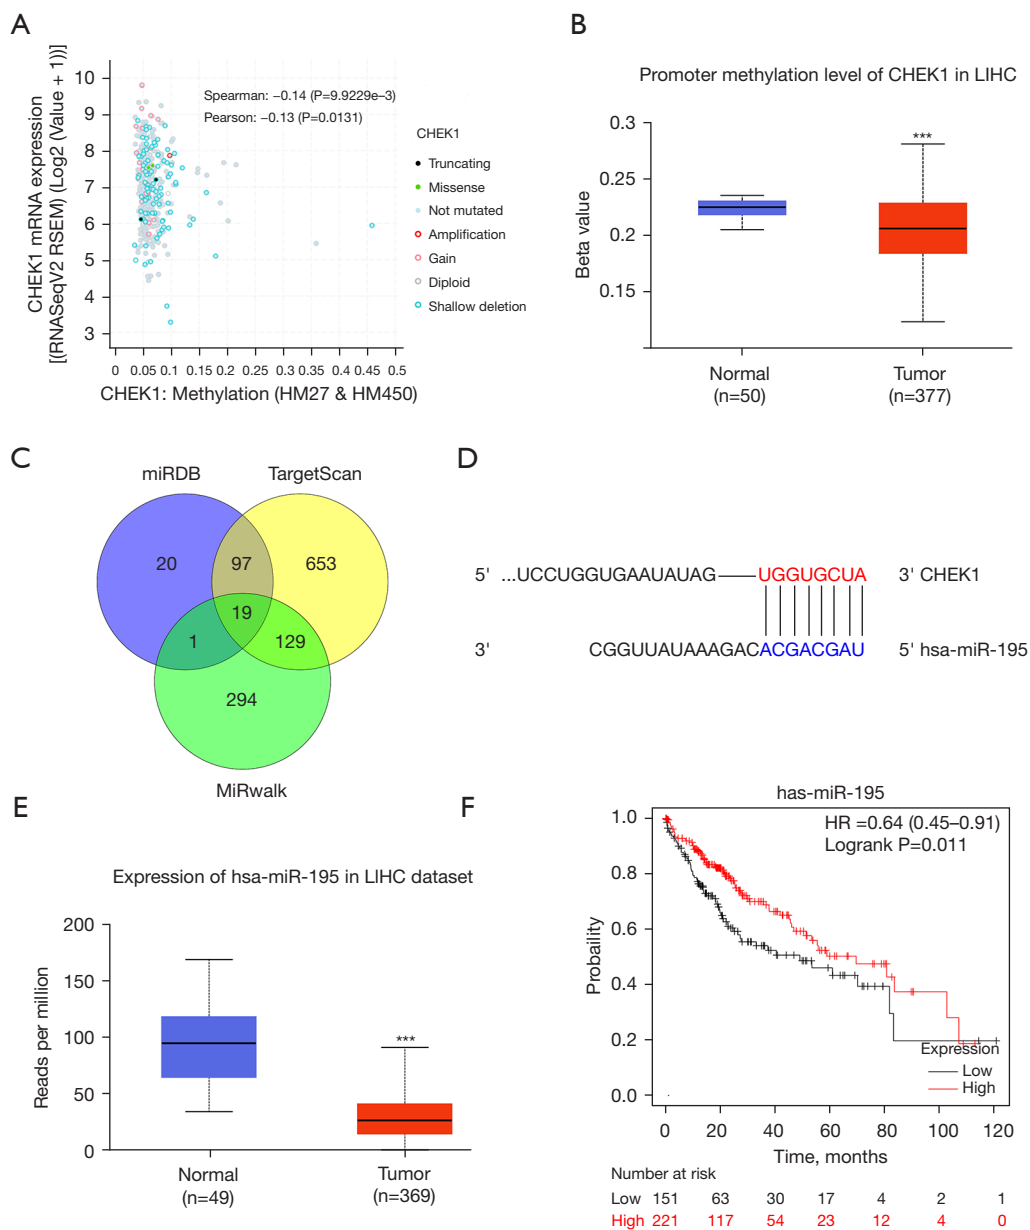 A
CHEK1 mRNA expression
[(RNASeqV2 RSEM) (Log2 (Value + 1))]
10
9
8
7
6
5
4
3
Spearman: −0.14 (P=9.9229e−3)
Pearson: −0.13 (P=0.0131)
CHEK1
Truncating
Missense
Not mutated
Amplification
Gain
Diploid
Shallow deletion
0 0.05 0.1 0.15 0.2 0.25 0.3 0.35 0.4 0.45 0.5
CHEK1: Methylation (HM27 & HM450)
B
Promoter methylation level of CHEK1 in LIHC
Beta value
0.3
0.25
0.2
0.15
***
Normal
(n=50)
Tumor
(n=377)
C
miRDB
TargetScan
20
97
653
19
1
129
294
MiRwalk
D
5' ...UCCUGGUGAAUAUAG UGGUGCUA 3' CHEK1
3' CGGUUAUAAAGACACGACGAU 5' hsa-miR-195
E
Expression of hsa-miR-195 in LIHC dataset
Reads per million
200
150
100
50
0
***
Normal
(n=49)
Tumor
(n=369)
F
has-miR-195
HR =0.64 (0.45–0.91)
Logrank P=0.011
Probaility
1.0
0.8
0.6
0.4
0.2
0.0
Expression
Low
High
0 20 40 60 80 100 120
Time, months
Number at risk
Low 151 63 30 17 4 2 1
High 221 117 54 23 12 4 0